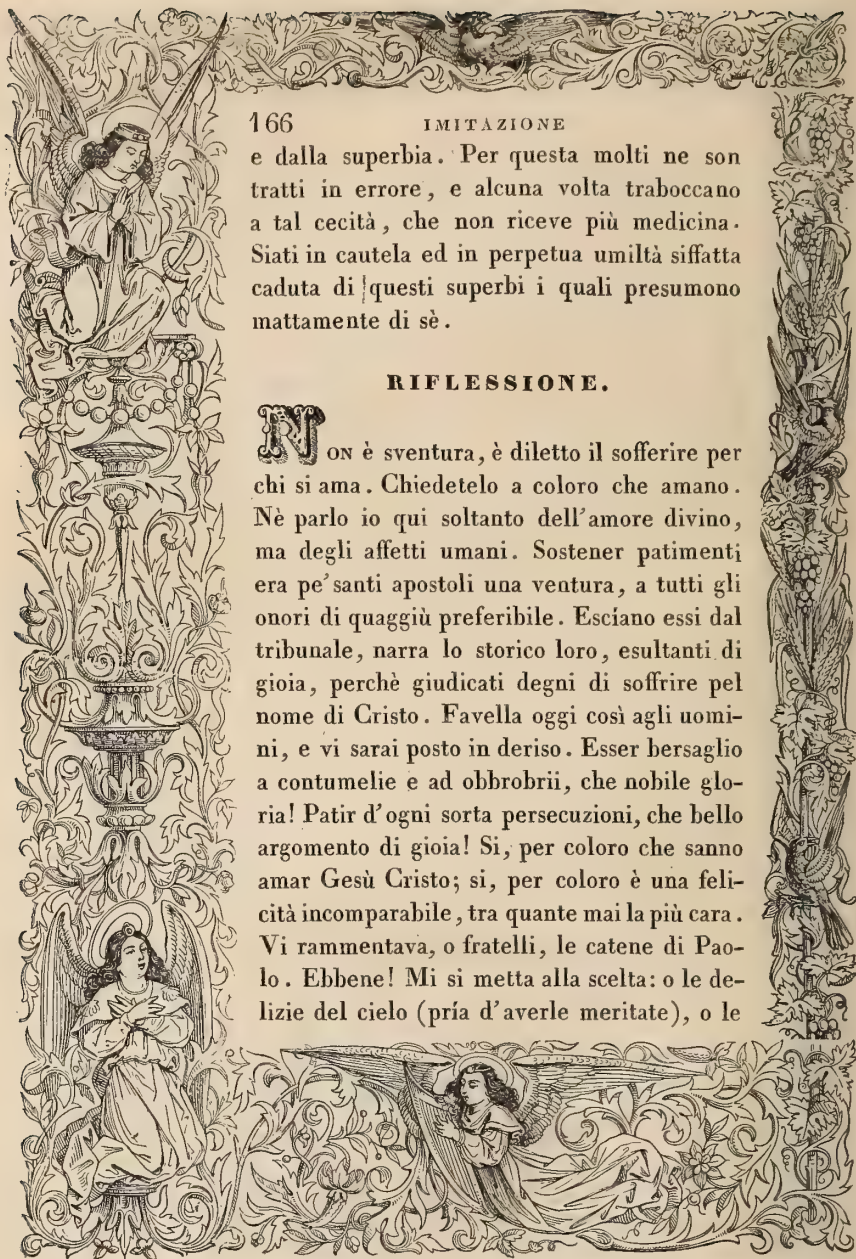 166 IMITAZIONE
e dalla superbia. Per questa molti ne son
tratti in errore, e alcuna volta traboccano
a tal cecità, che non riceve più medicina.
Siati in cautela ed in perpetua umiltà siffatta
caduta di questi superbi i quali presumono
mattamente di sè.
RIFLESSIONE.
NON è sventura, è diletto il sofferire per
chi si ama. Chiedetelo a coloro che amano.
Nè parlo io qui soltanto dell'amore divino,
ma degli affetti umani. Sostener patimenti
era pe' santi apostoli una ventura, a tutti gli
onori di quaggiù preferibile. Escíano essi dal
tribunale, narra lo storico loro, esultanti di
gioia, perchè giudicati degni di soffrire pel
nome di Cristo. Favella oggi così agli uomi-
ni, e vi sarai posto in deriso. Esser bersaglio
a contumelie e ad obbrobrii, che nobile glo-
ria! Patir d'ogni sorta persecuzioni, che bello
argomento di gioia! Si, per coloro che sanno
amar Gesù Cristo; si, per coloro è una feli-
cità incomparabile, tra quante mai la più cara.
Vi rammentava, o fratelli, le catene di Pao-
lo. Ebbene! Mi si metta alla scelta: o le de-
lizie del cielo (pría d'averle meritate), o le